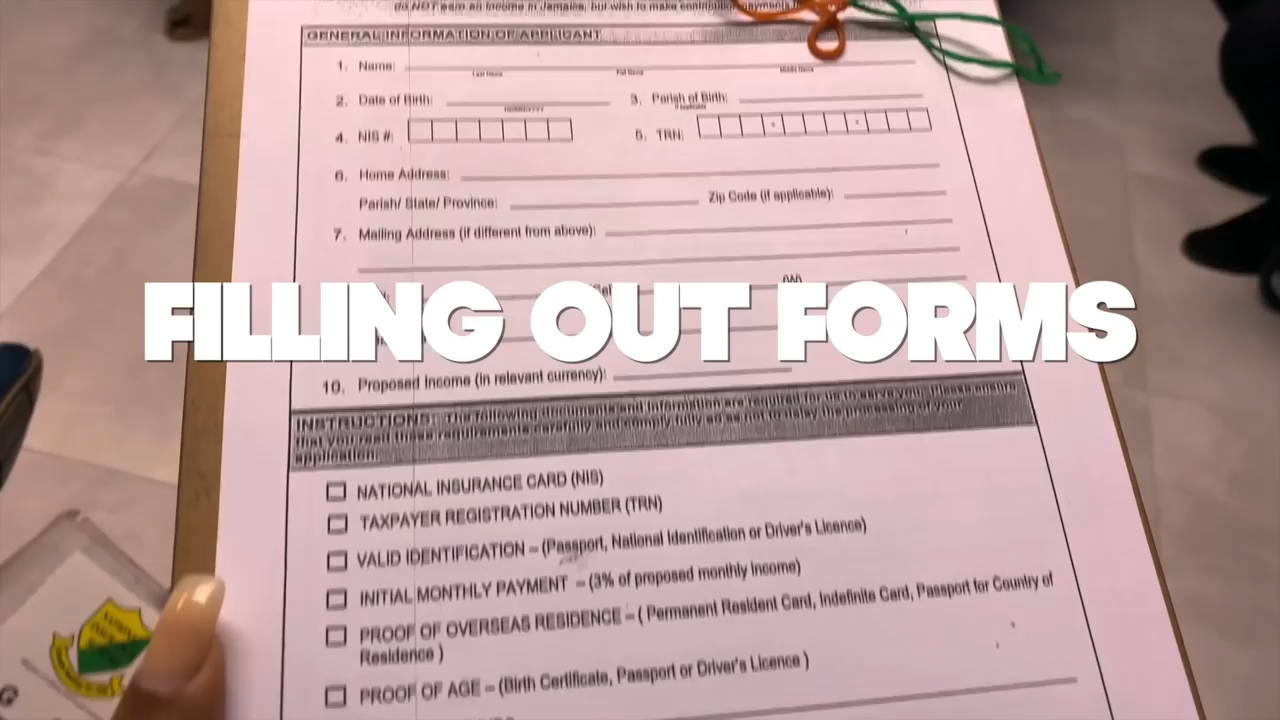 do NOT earn an income in Jamaica, but wish to make contribution payments
GENERAL INFORMATION OF APPLICANT
1. Name:
Last Name First Name Middle Name
2. Date of Birth: 3. Parish of Birth:
if applicable
4. NIS #: 5. TRN:
6. Home Address:
Parish/ State/ Province: Zip Code (if applicable):
7. Mailing Address (if different from above):
(W)
FILLING OUT FORMS
10. Proposed Income (in relevant currency):
INSTRUCTIONS: The following documents and information are required for us to serve you. Please ensure
that you read these requirements carefully and comply fully so as not to delay the processing of your
application.
NATIONAL INSURANCE CARD (NIS)
TAXPAYER REGISTRATION NUMBER (TRN)
VALID IDENTIFICATION – (Passport, National Identification or Driver's Licence)
INITIAL MONTHLY PAYMENT – (3% of proposed monthly income)
PROOF OF OVERSEAS RESIDENCE – ( Permanent Resident Card, Indefinite Card, Passport for Country of
Residence )
PROOF OF AGE – (Birth Certificate, Passport or Driver's Licence )
G